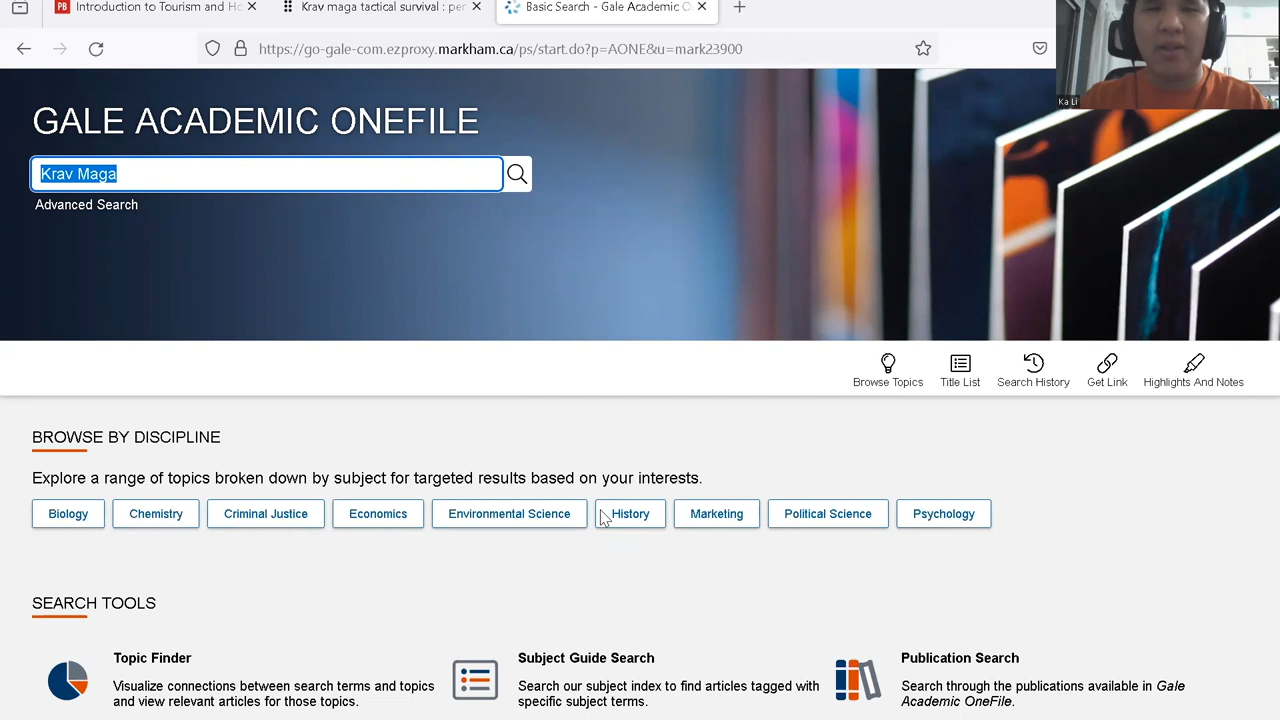 Introduction to Tourism and Ho
Krav maga tactical survival : per
Basic Search - Gale Academic O
https://go-gale-com.ezproxy.markham.ca/ps/start.do?p=AONE&u=mark23900
Ka Li
GALE ACADEMIC ONEFILE
Krav Maga
Advanced Search
Browse Topics
Title List
Search History
Get Link
Highlights And Notes
BROWSE BY DISCIPLINE
Explore a range of topics broken down by subject for targeted results based on your interests.
Biology
Chemistry
Criminal Justice
Economics
Environmental Science
History
Marketing
Political Science
Psychology
SEARCH TOOLS
Topic Finder
Visualize connections between search terms and topics
and view relevant articles for those topics.
Subject Guide Search
Search our subject index to find articles tagged with
specific subject terms.
Publication Search
Search through the publications available in Gale
Academic OneFile.